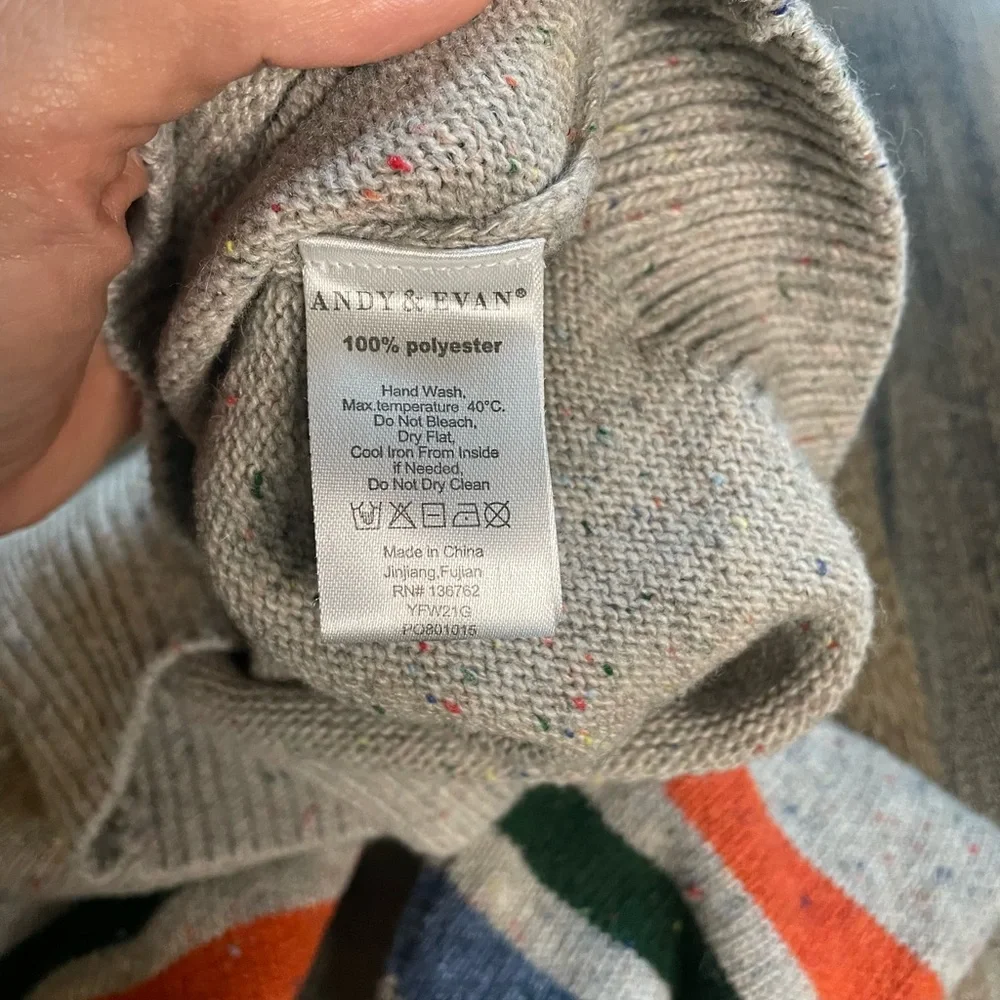 ANDY & EVAN®
100% polyester
Hand Wash,
Max.temperature 40°C.
Do Not Bleach,
Dry Flat,
Cool Iron From Inside
if Needed,
Do Not Dry Clean
Made in China
Jinjiang,Fujian
RN# 136762
YFW21G
PO801015